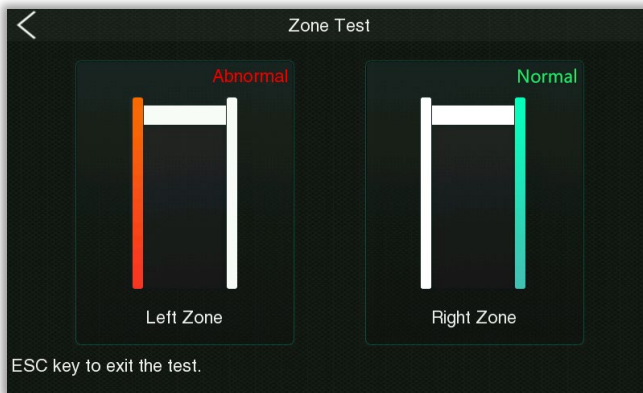 Zone Test
Abnormal
Normal
Left Zone
Right Zone
ESC key to exit the test.